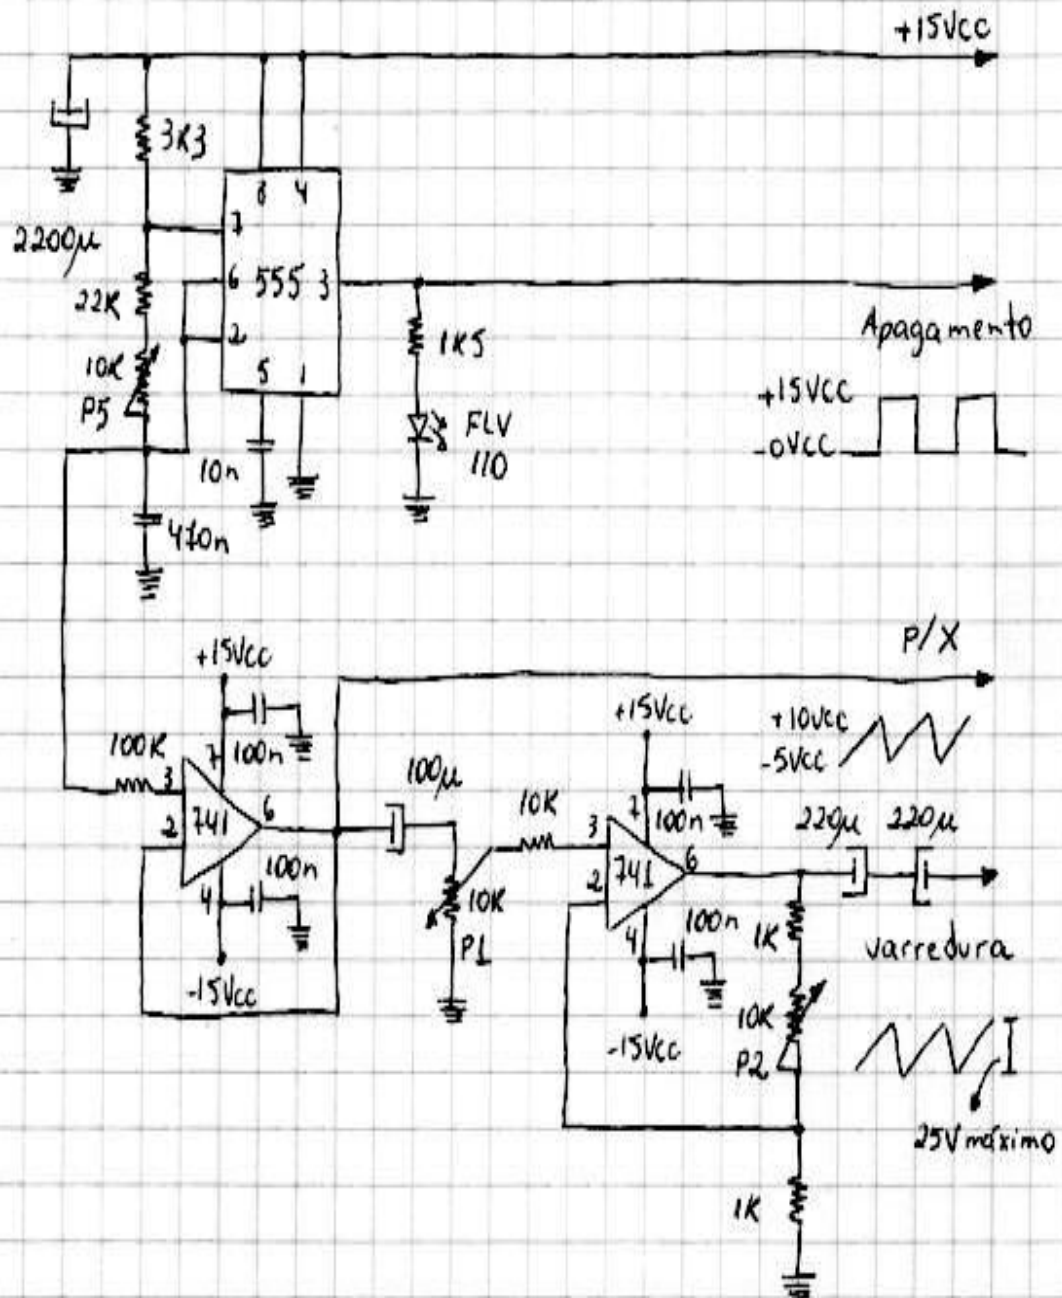 +15Vcc
3K3
2200µ
8 4
7
6 555 3
2
5 1
22K
10K
P5
10n
470n
1K5
FLV
110
Apagamento
+15Vcc
-0Vcc
P/X
+10Vcc
-5Vcc
+15Vcc
100n
100K
3
2
741
7
6
4
100n
-15Vcc
100µ
10K
P1
10K
+15Vcc
100n
3
2
741
7
6
4
100n
-15Vcc
220µ 220µ
1K
10K
P2
1K
varredura
25V máximo